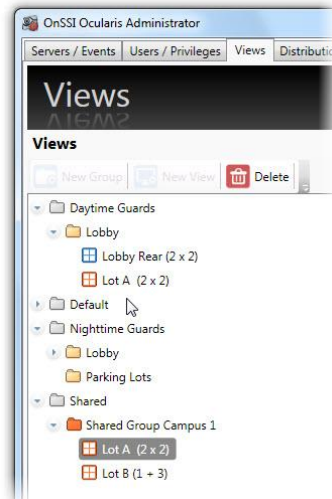 OnSSI Ocularis Administrator
Servers / Events Users / Privileges Views Distributi
Views
Views
New Group New View Delete
Daytime Guards
Lobby
Lobby Rear (2 x 2)
Lot A (2 x 2)
Default
Nighttime Guards
Lobby
Parking Lots
Shared
Shared Group Campus 1
Lot A (2 x 2)
Lot B (1 + 3)